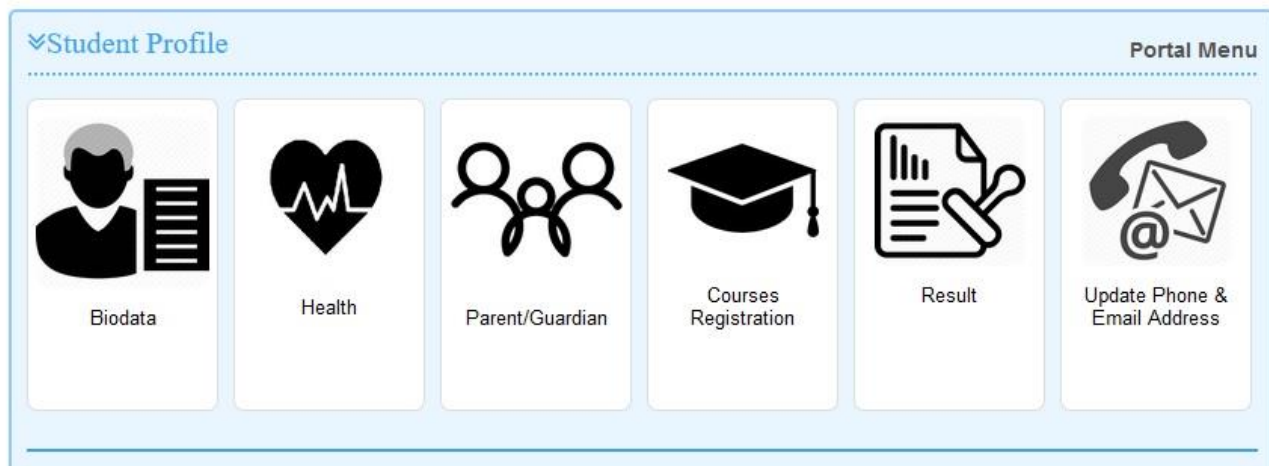 Student Profile
Portal Menu
Biodata
Health
Parent/Guardian
Courses
Registration
Result
Update Phone &
Email Address